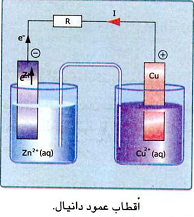 R
I
e⁻
⊖
⊕
Zn
e⁻
Cu
Zn²⁺(aq)
Cu²⁺(aq)
أقطاب عمود دانيال.